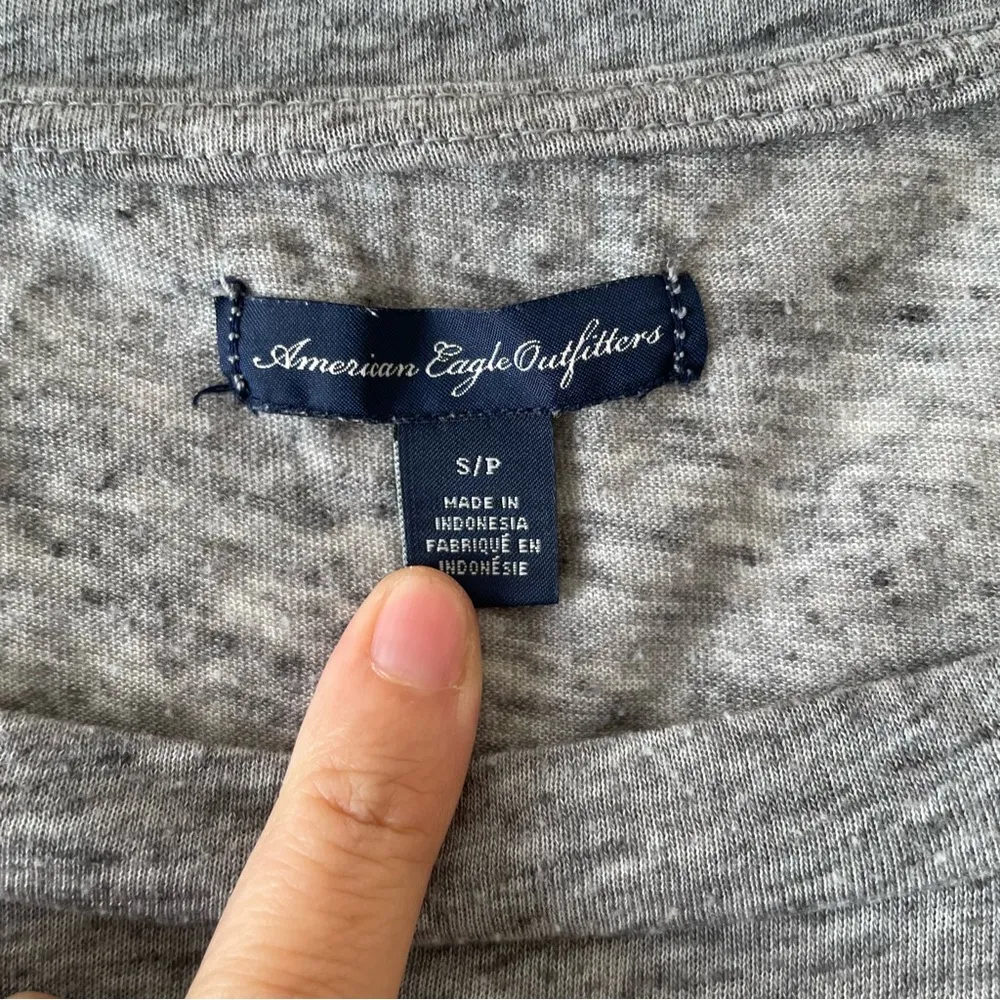 American Eagle Outfitters
S/P
MADE IN
INDONESIA
FABRIQUÉ EN
INDONÉSIE